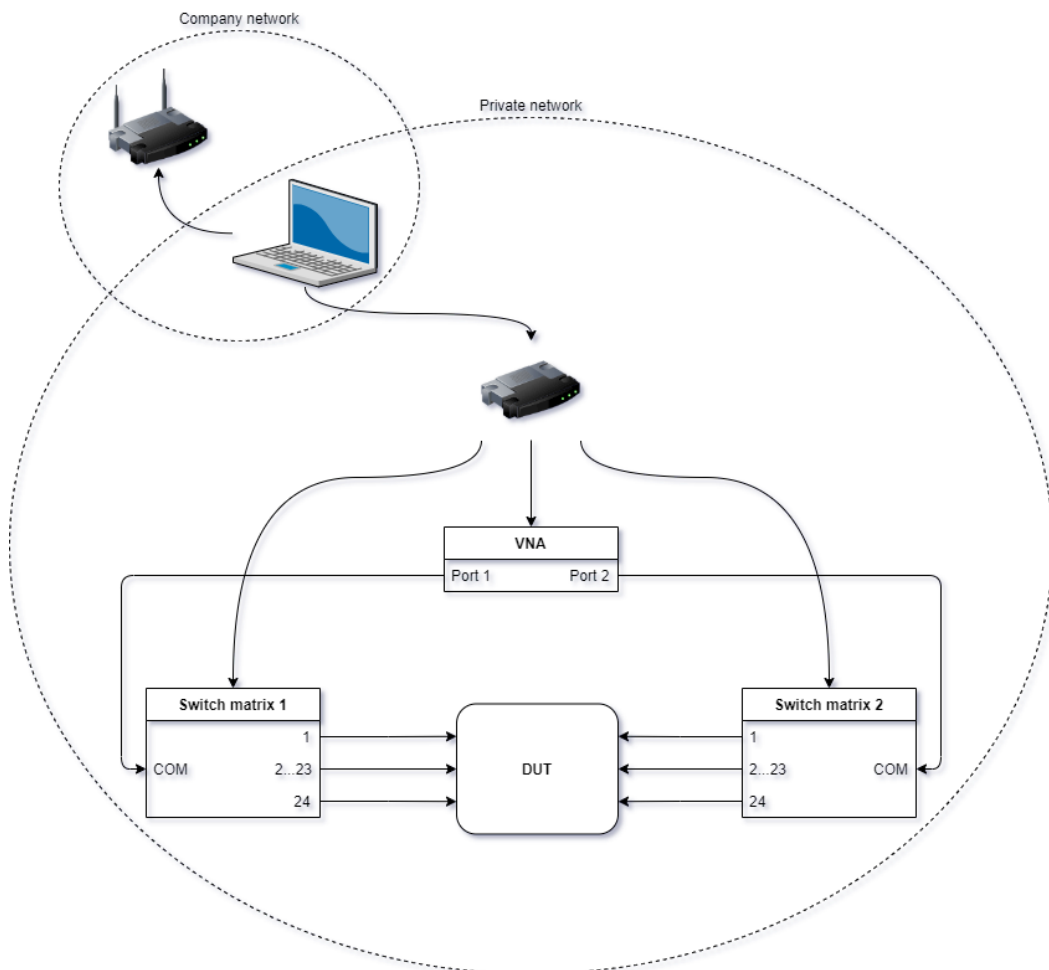 Company network
Private network
VNA
Port 1 Port 2
Switch matrix 1
1
COM 2...23
24
DUT
Switch matrix 2
1
2...23 COM
24